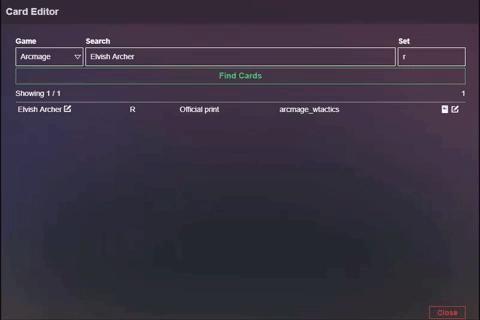 Card Editor
Game Search Set
Arcmage Elvish Archer r
Find Cards
Showing 1 / 1 1
Elvish Archer R Official print arcmage_wtactics
Close